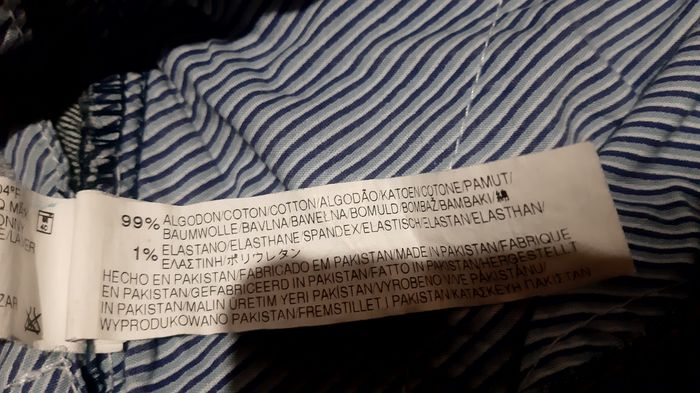 04°F
99% ALGODON/COTON/COTTON/ALGODÃO/KATOEN/COTONE/PAMUT/
BAUMWOLLE/BAVLNA/BAWEŁNA/BOMULD/BOMBAŽ/BAMBAKI/綿
1% ELASTANO/ELASTHANE SPANDEX/ELASTISCH/ELASTAN/ELASTHAN/
ΕΛΑΣΤΙΝΗ/ポリウレタン
HECHO EN PAKISTAN/FABRICADO EM PAKISTAN/MADE IN PAKISTAN/FABRIQUE
EN PAKISTAN/GEFABRICEERD IN PAKISTAN/FATTO IN PAKISTAN/HERGESTELLT
IN PAKISTAN/MALIN ÜRETIM YERI PAKISTAN/VYROBENO VE PAKISTÁNU/
WYPRODUKOWANO PAKISTAN/FREMSTILLET I PAKISTAN/ΚΑΤΑΣΚΕΥΗ ΠΑΚΙΣΤΑΝ